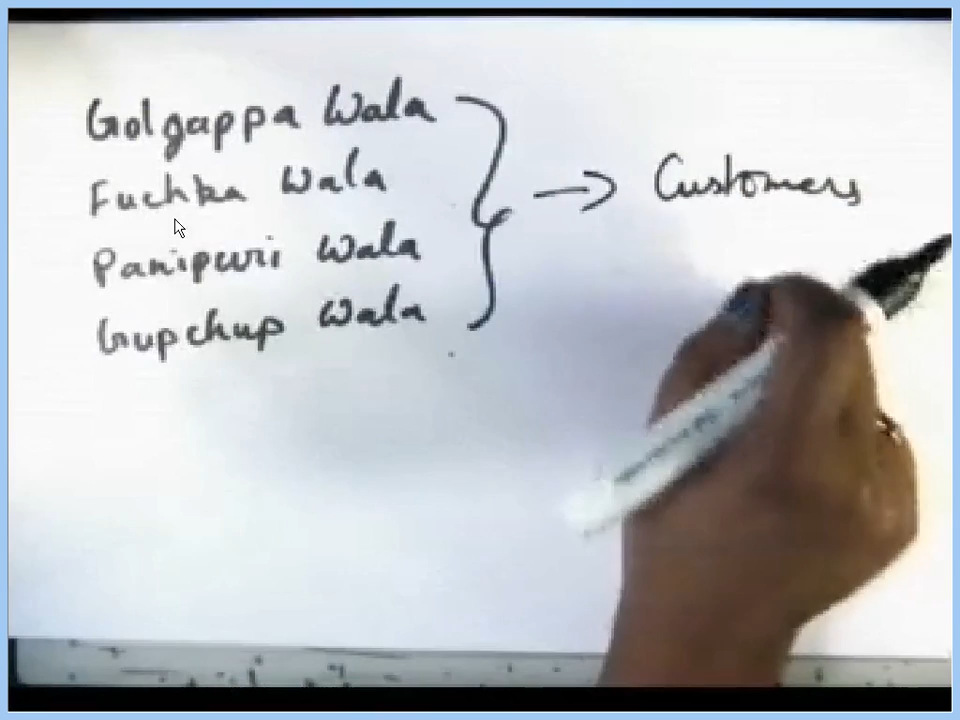 Golgappa Wala
Fuchka Wala
Panipuri Wala
Gupchup Wala
→ Customers